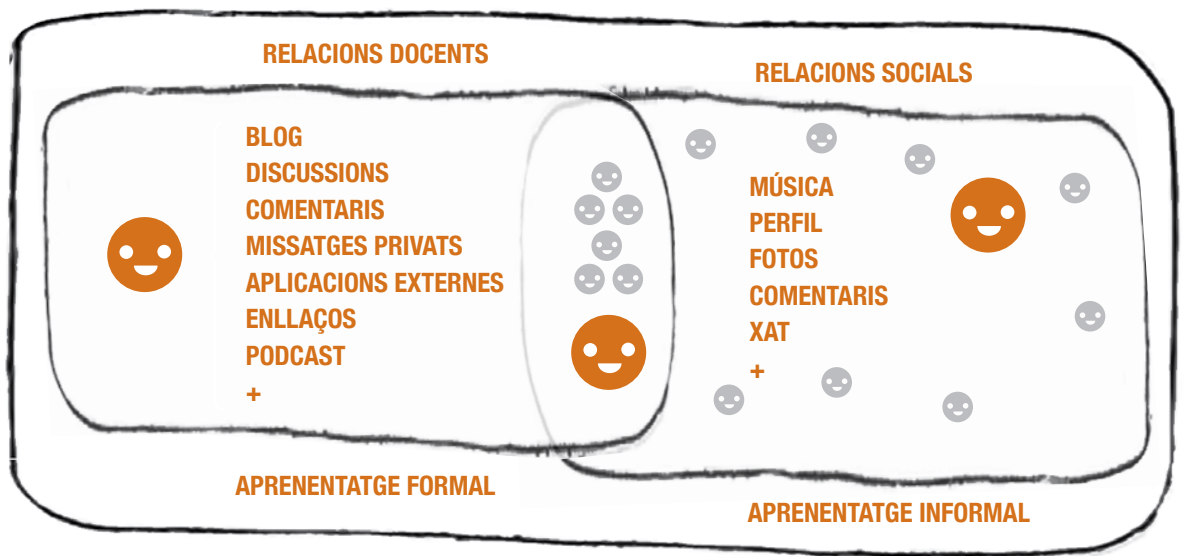 RELACIONS DOCENTS
BLOG
DISCUSSIONS
COMENTARIS
MISSATGES PRIVATS
APLICACIONS EXTERNES
ENLLAÇOS
PODCAST
+
APRENENTATGE FORMAL
RELACIONS SOCIALS
MÚSICA
PERFIL
FOTOS
COMENTARIS
XAT
+
APRENENTATGE INFORMAL